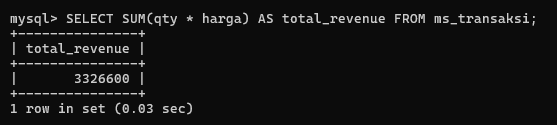 mysql> SELECT SUM(qty * harga) AS total_revenue FROM ms_transaksi;
+---------------+
| total_revenue |
+---------------+
|       3326600 |
+---------------+
1 row in set (0.03 sec)